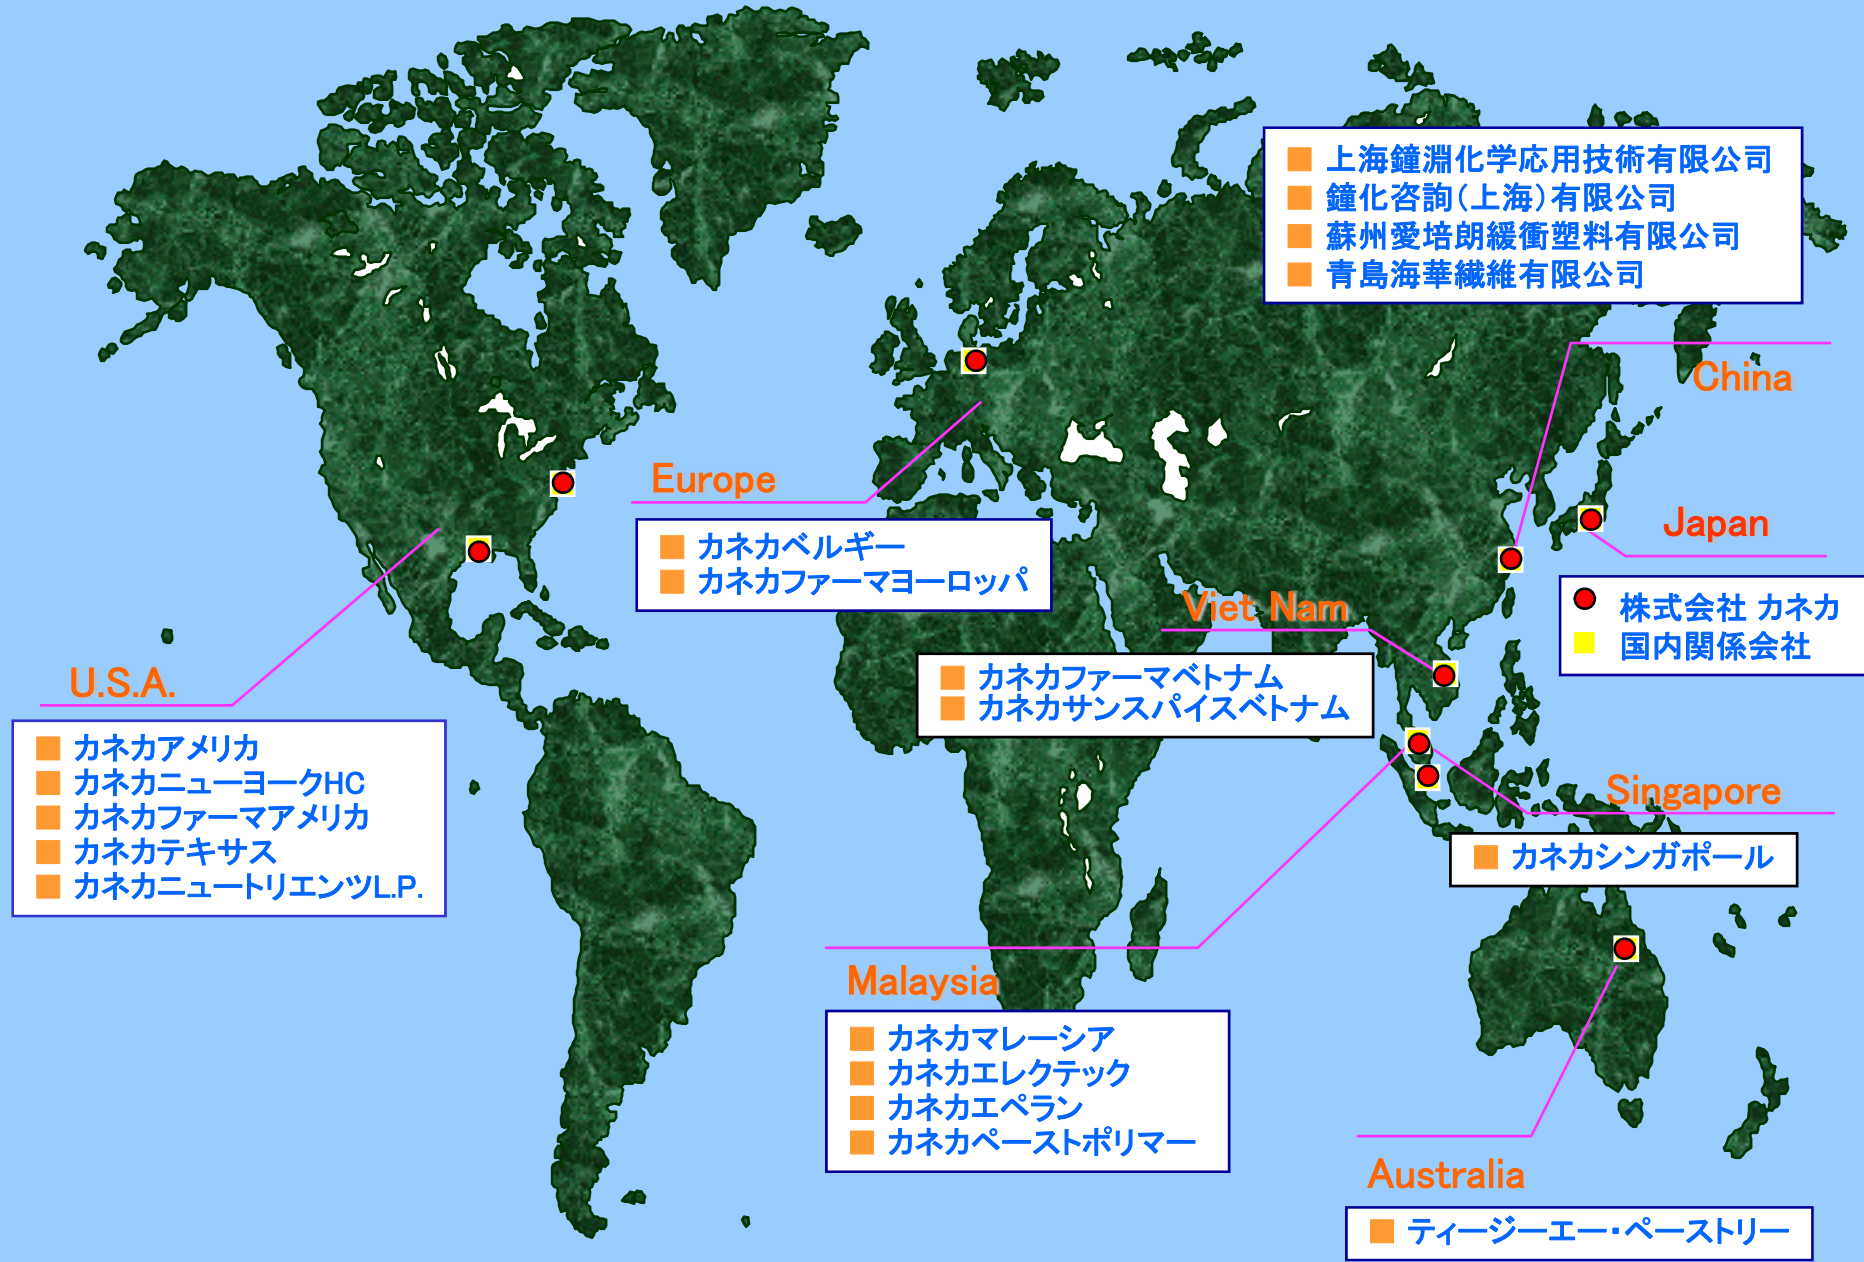 上海鐘淵化学応用技術有限公司
鐘化咨詢(上海)有限公司
蘇州愛培朗緩衝塑料有限公司
青島海華繊維有限公司
China
Europe
カネカベルギー
カネカファーマヨーロッパ
Japan
株式会社 カネカ
国内関係会社
Viet Nam
カネカファーマベトナム
カネカサンスパイスベトナム
U.S.A.
カネカアメリカ
カネカニューヨークHC
カネカファーマアメリカ
カネカテキサス
カネカニュートリエンツL.P.
Singapore
カネカシンガポール
Malaysia
カネカマレーシア
カネカエレクテック
カネカエペラン
カネカペーストポリマー
Australia
ティージーエー・ペーストリー